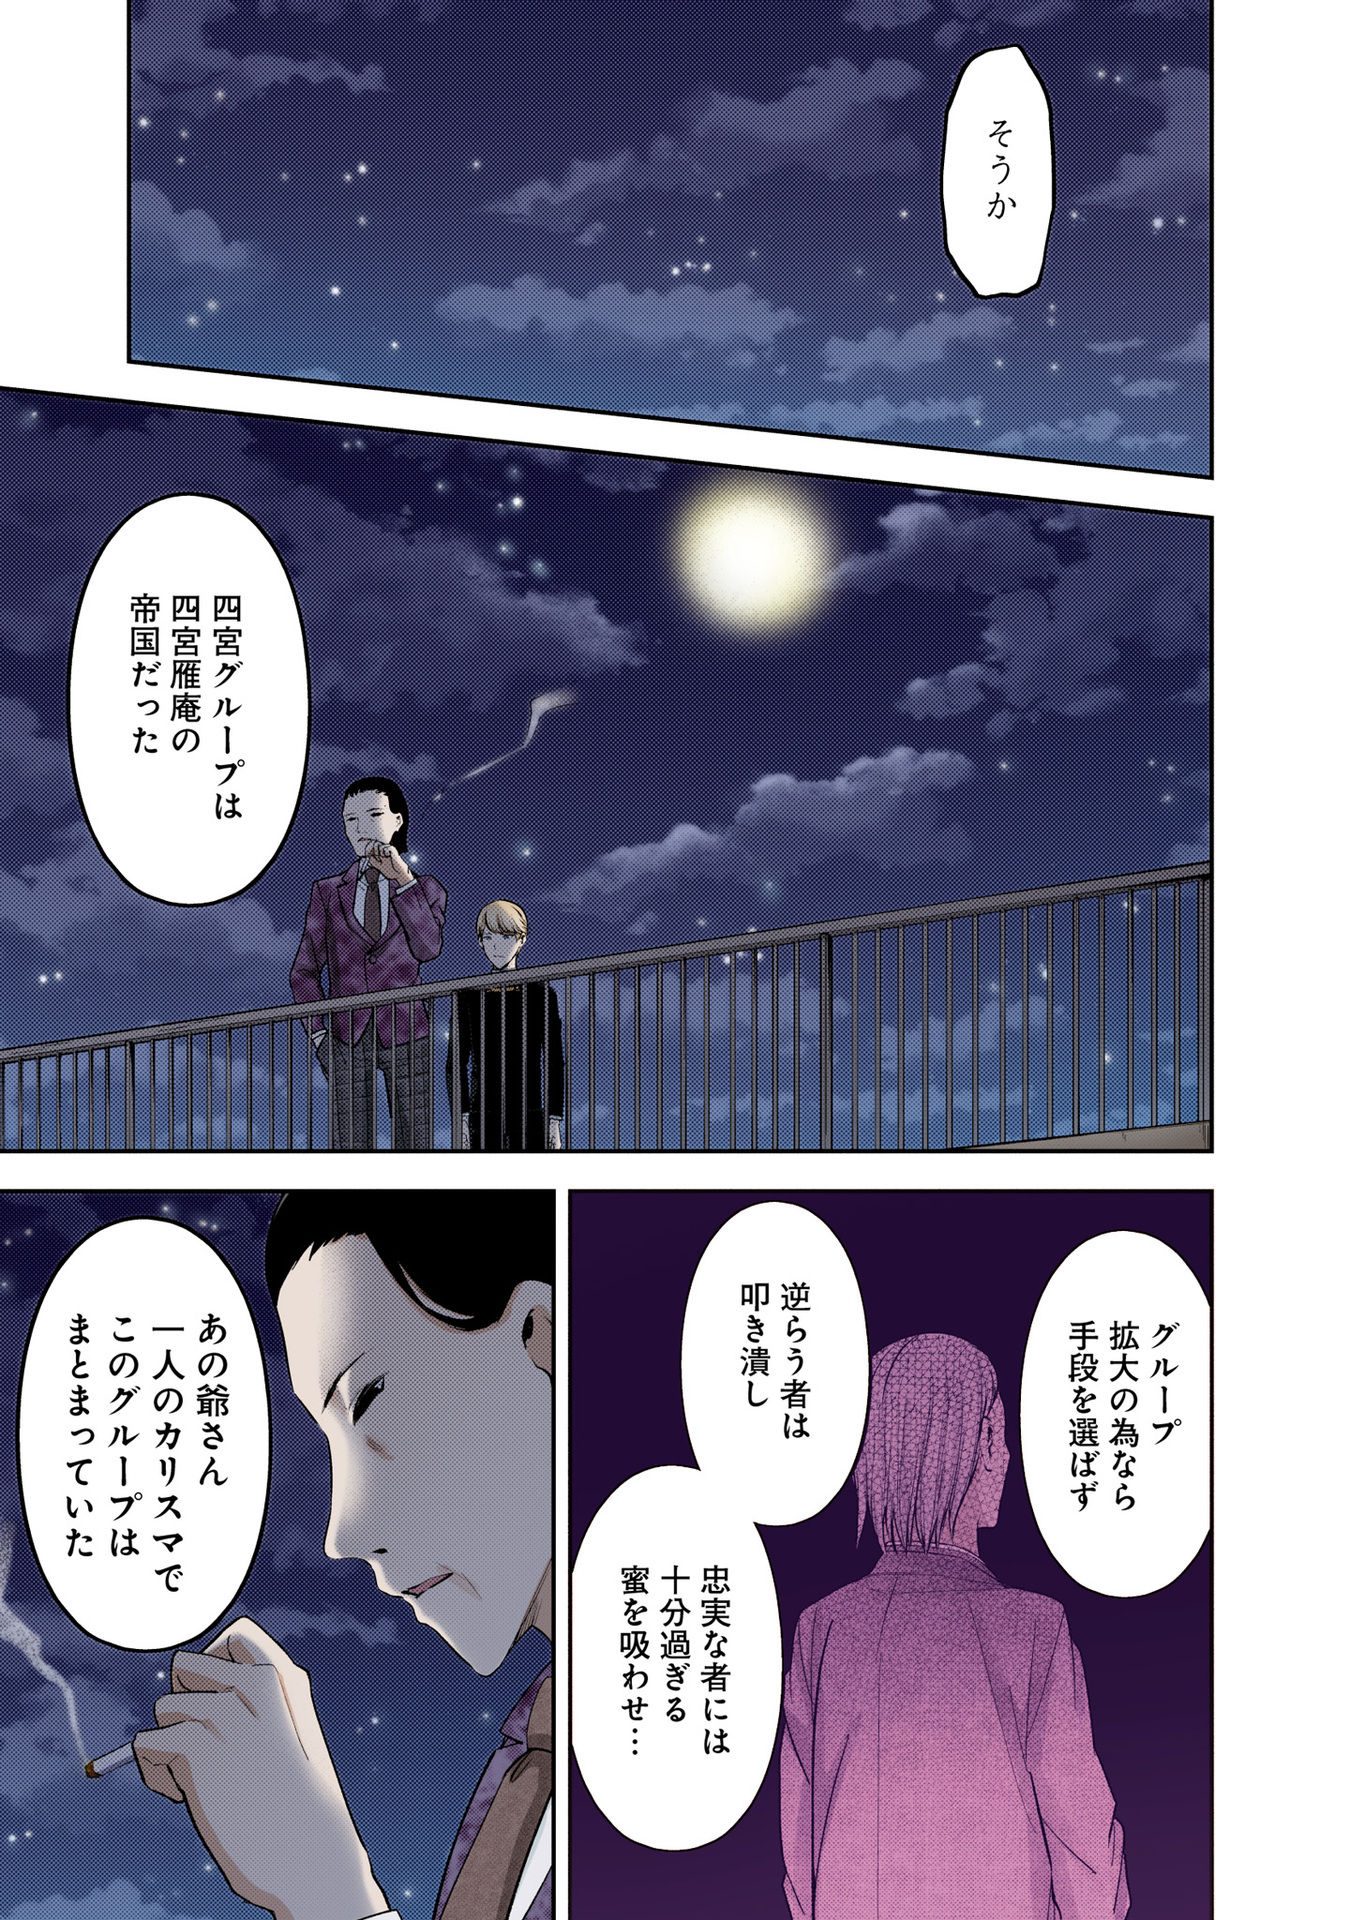 そうか
四宮グループは
四宮雁庵の
帝国だった
グループ
拡大の為なら
手段を選ばず
逆らう者は
叩き潰し
忠実な者には
十分過ぎる
蜜を吸わせ…
あの爺さん
一人のカリスマで
このグループは
まとまっていた